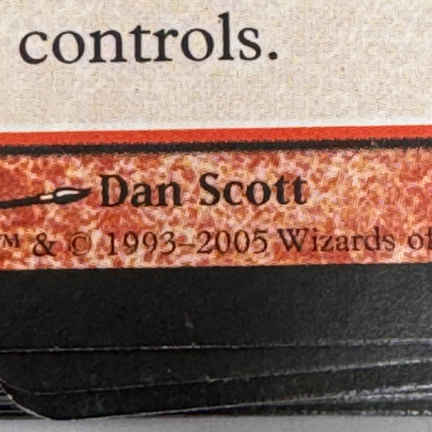 controls.
Dan Scott
™ & © 1993–2005 Wizards of